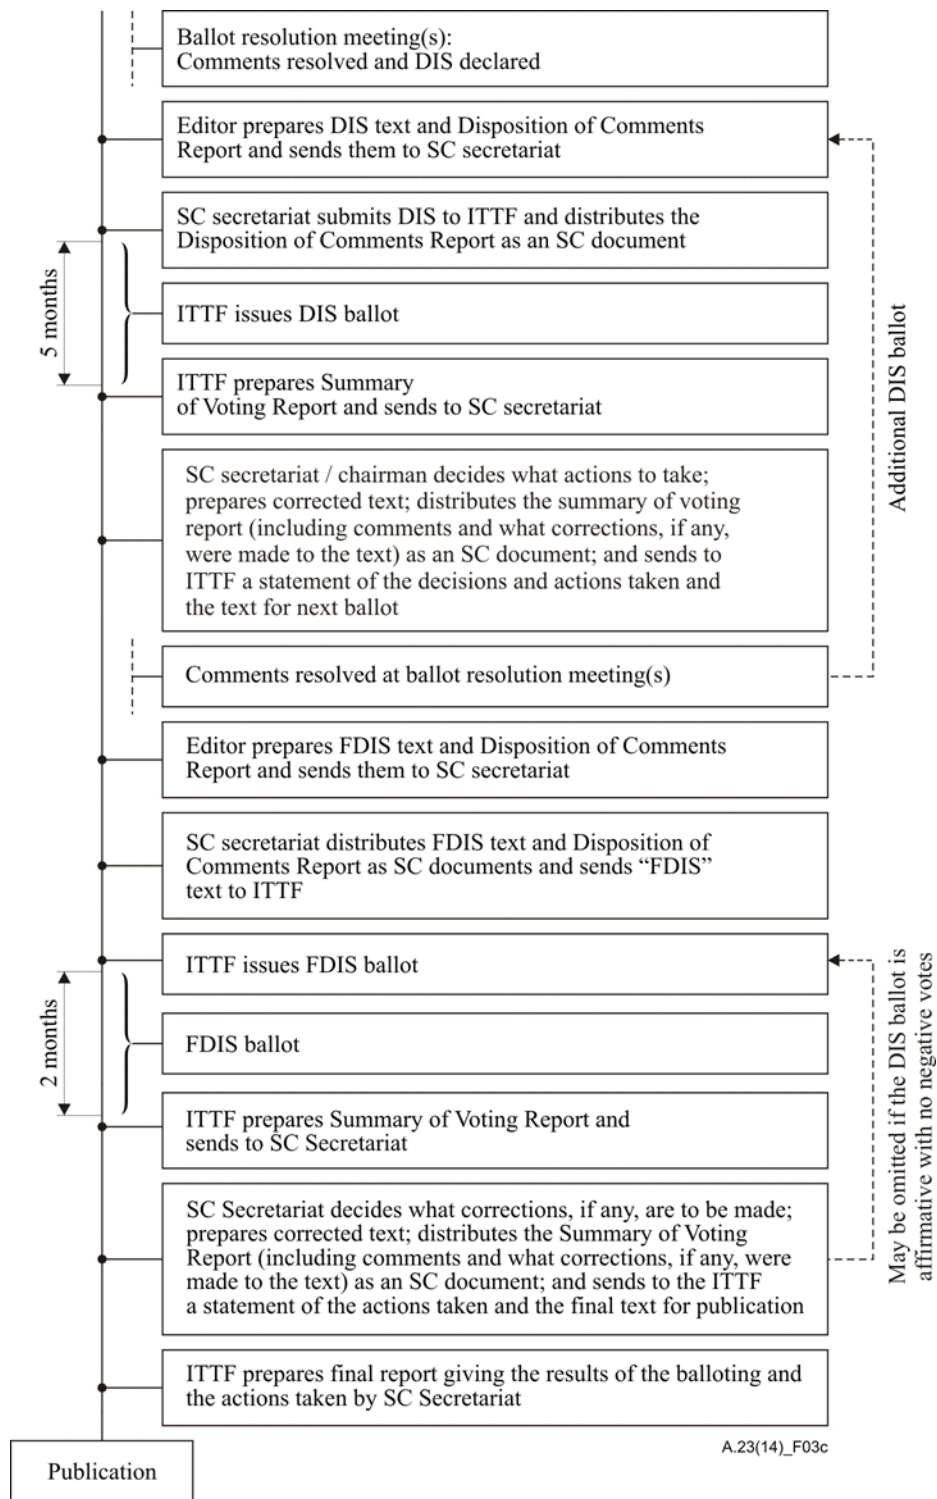 Ballot resolution meeting(s):
Comments resolved and DIS declared
Editor prepares DIS text and Disposition of Comments
Report and sends them to SC secretariat
SC secretariat submits DIS to ITTF and distributes the
Disposition of Comments Report as an SC document
5 months
ITTF issues DIS ballot
ITTF prepares Summary
of Voting Report and sends to SC secretariat
Additional DIS ballot
SC secretariat / chairman decides what actions to take;
prepares corrected text; distributes the summary of voting
report (including comments and what corrections, if any,
were made to the text) as an SC document; and sends to
ITTF a statement of the decisions and actions taken and
the text for next ballot
Comments resolved at ballot resolution meeting(s)
Editor prepares FDIS text and Disposition of Comments
Report and sends them to SC secretariat
SC secretariat distributes FDIS text and Disposition of
Comments Report as SC documents and sends “FDIS”
text to ITTF
ITTF issues FDIS ballot
2 months
FDIS ballot
ITTF prepares Summary of Voting Report and
sends to SC Secretariat
May be omitted if the DIS ballot is
affirmative with no negative votes
SC Secretariat decides what corrections, if any, are to be made;
prepares corrected text; distributes the Summary of Voting
Report (including comments and what corrections, if any, were
made to the text) as an SC document; and sends to the ITTF
a statement of the actions taken and the final text for publication
ITTF prepares final report giving the results of the balloting and
the actions taken by SC Secretariat
A.23(14)_F03c
Publication